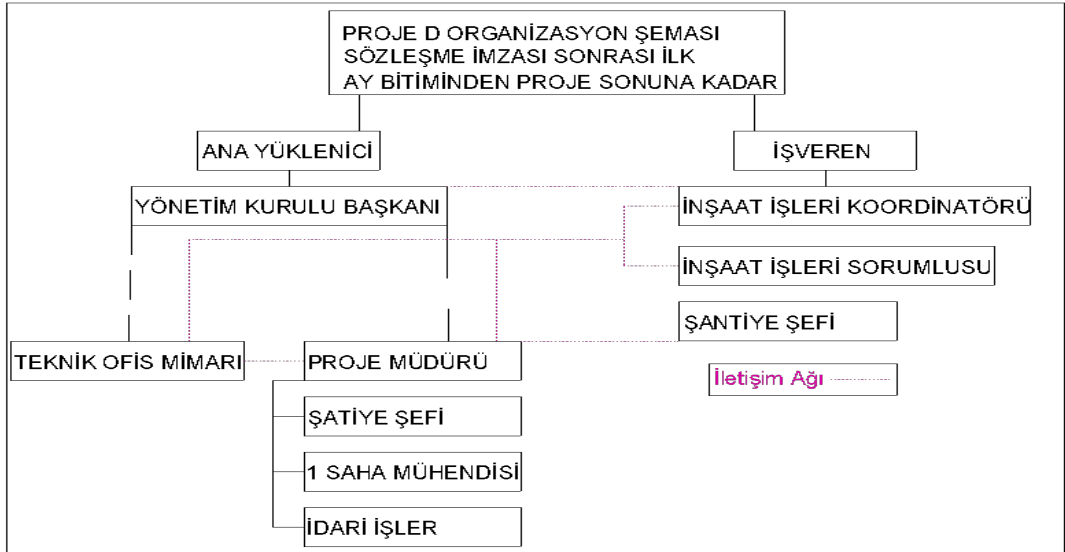 PROJE D ORGANİZASYON ŞEMASI
SÖZLEŞME İMZASI SONRASI İLK
AY BİTİMİNDEN PROJE SONUNA KADAR
ANA YÜKLENİCİ
İŞVEREN
YÖNETİM KURULU BAŞKANI
İNŞAAT İŞLERİ KOORDİNATÖRÜ
İNŞAAT İŞLERİ SORUMLUSU
ŞANTİYE ŞEFİ
TEKNİK OFİS MİMARI
PROJE MÜDÜRÜ
İletişim Ağı
ŞATİYE ŞEFİ
1 SAHA MÜHENDİSİ
İDARİ İŞLER